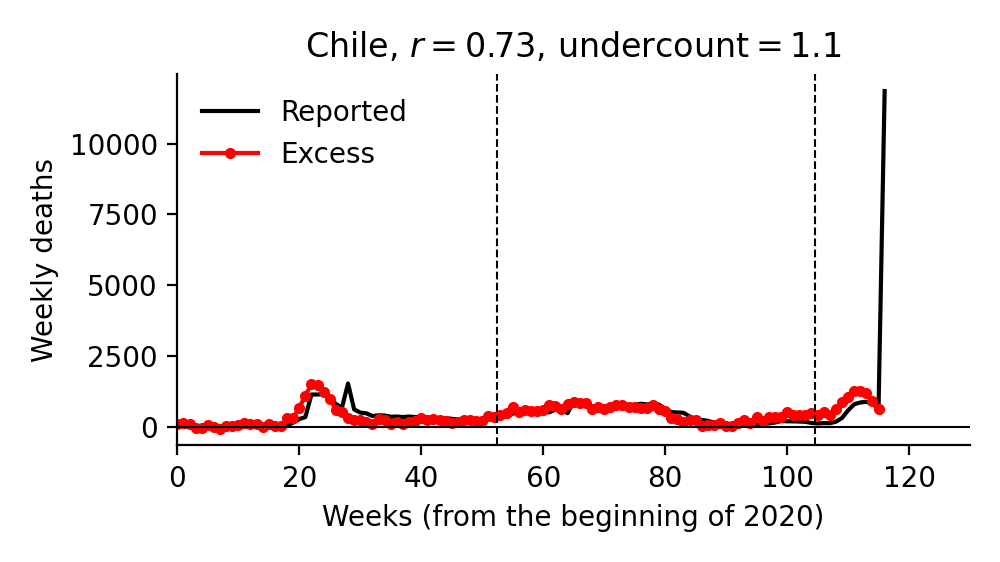 Chile, r = 0.73, undercount = 1.1
Reported
Excess
Weekly deaths
10000
7500
5000
2500
0
0 20 40 60 80 100 120
Weeks (from the beginning of 2020)